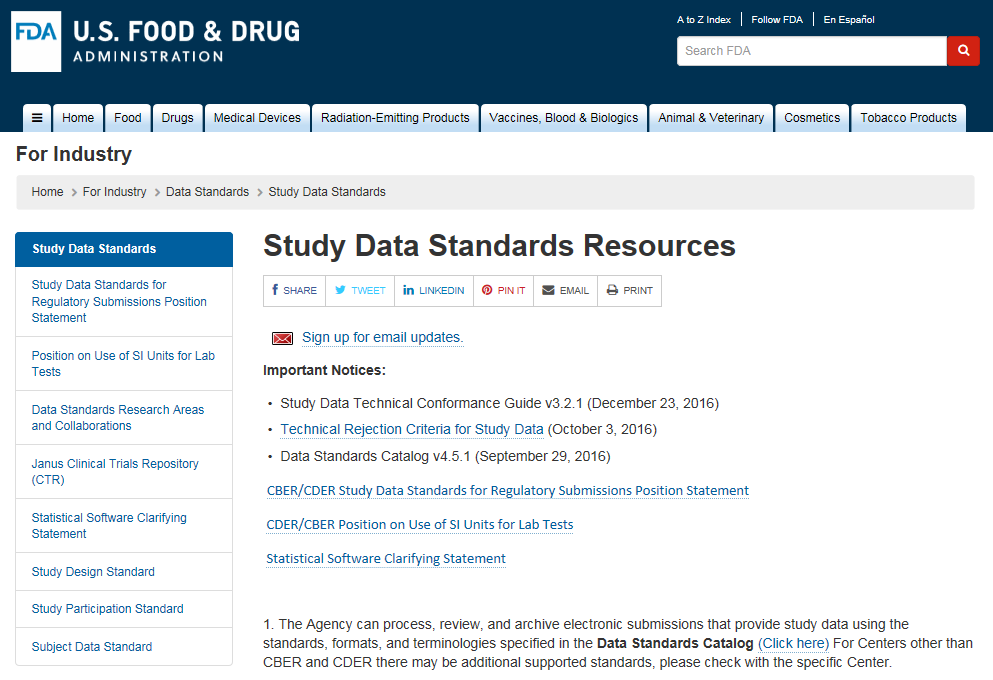 FDA U.S. FOOD & DRUG
ADMINISTRATION
A to Z Index Follow FDA En Español
Search FDA
Home Food Drugs Medical Devices Radiation-Emitting Products Vaccines, Blood & Biologics Animal & Veterinary Cosmetics Tobacco Products
For Industry
Home > For Industry > Data Standards > Study Data Standards
Study Data Standards
Study Data Standards for
Regulatory Submissions Position
Statement
Position on Use of SI Units for Lab
Tests
Data Standards Research Areas
and Collaborations
Janus Clinical Trials Repository
(CTR)
Statistical Software Clarifying
Statement
Study Design Standard
Study Participation Standard
Subject Data Standard
Study Data Standards Resources
f SHARE TWEET in LINKEDIN PIN IT EMAIL PRINT
Sign up for email updates.
Important Notices:
• Study Data Technical Conformance Guide v3.2.1 (December 23, 2016)
• Technical Rejection Criteria for Study Data (October 3, 2016)
• Data Standards Catalog v4.5.1 (September 29, 2016)
CBER/CDER Study Data Standards for Regulatory Submissions Position Statement
CDER/CBER Position on Use of SI Units for Lab Tests
Statistical Software Clarifying Statement
1. The Agency can process, review, and archive electronic submissions that provide study data using the
standards, formats, and terminologies specified in the Data Standards Catalog (Click here) For Centers other than
CBER and CDER there may be additional supported standards, please check with the specific Center.